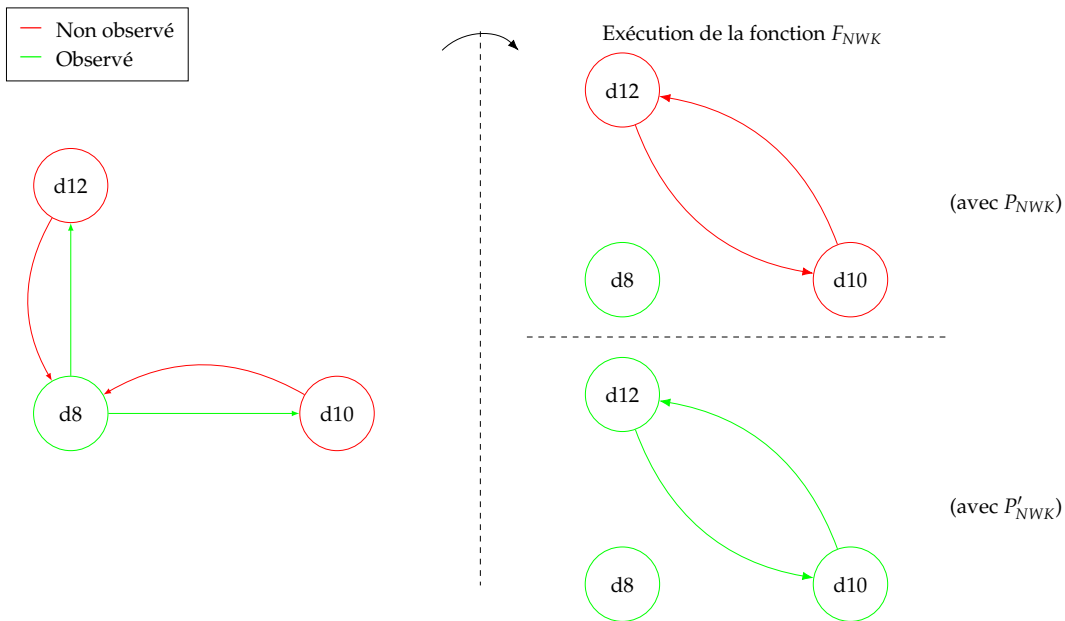 Non observé
Observé
Exécution de la fonction F_NWK
d12
d12
(avec P_NWK)
d8
d10
d12
d8
d10
(avec P'_NWK)
d8
d10